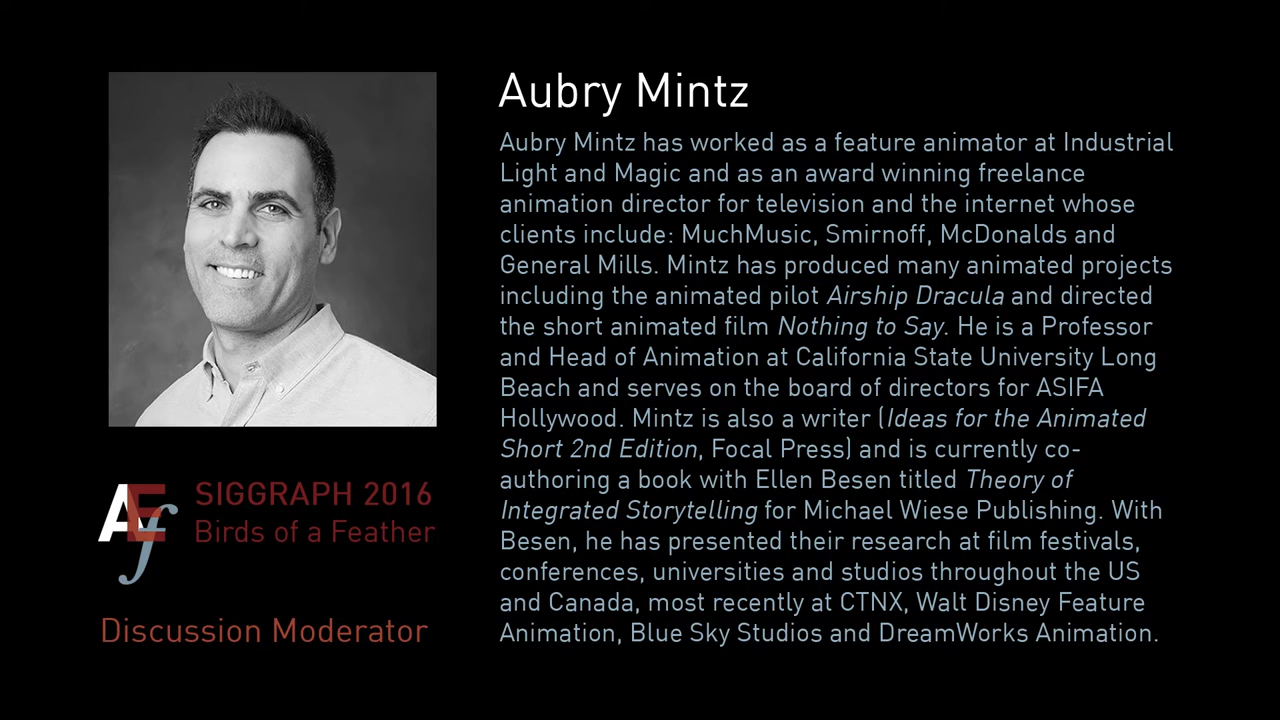 Aubry Mintz
Aubry Mintz has worked as a feature animator at Industrial
Light and Magic and as an award winning freelance
animation director for television and the internet whose
clients include: MuchMusic, Smirnoff, McDonalds and
General Mills. Mintz has produced many animated projects
including the animated pilot Airship Dracula and directed
the short animated film Nothing to Say. He is a Professor
and Head of Animation at California State University Long
Beach and serves on the board of directors for ASIFA
Hollywood. Mintz is also a writer (Ideas for the Animated
Short 2nd Edition, Focal Press) and is currently co-
authoring a book with Ellen Besen titled Theory of
Integrated Storytelling for Michael Wiese Publishing. With
Besen, he has presented their research at film festivals,
conferences, universities and studios throughout the US
and Canada, most recently at CTNX, Walt Disney Feature
Animation, Blue Sky Studios and DreamWorks Animation.
AEf
SIGGRAPH 2016
Birds of a Feather
Discussion Moderator